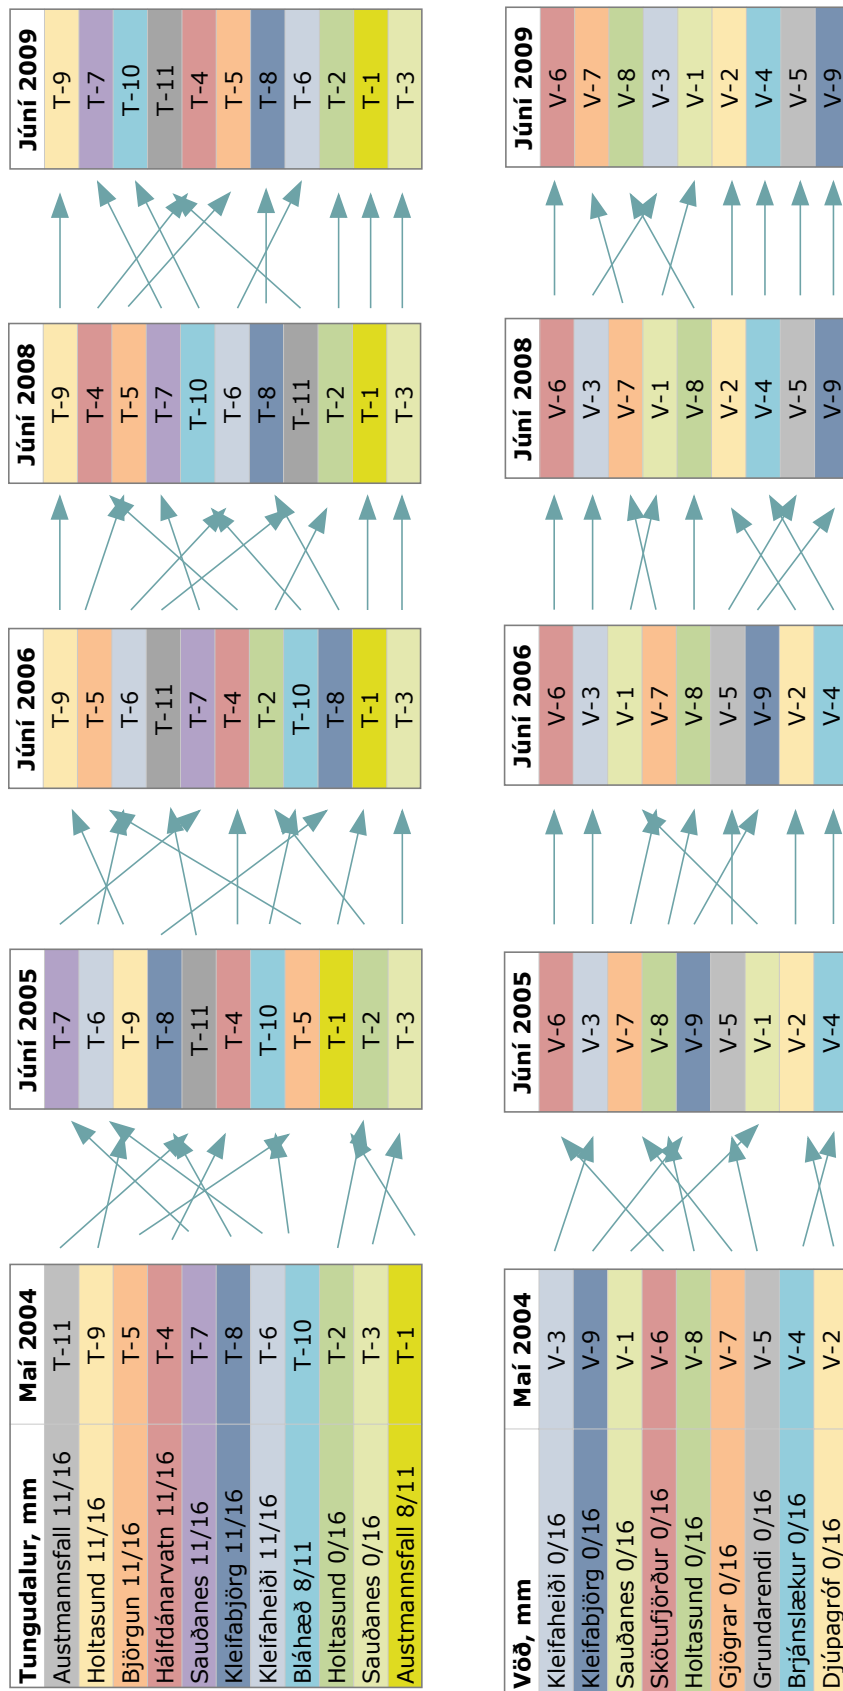 Tungudalur, mm Maí 2004 Júní 2005 Júní 2006 Júní 2008 Júní 2009
Austmannsfall 11/16 T-11 T-7 T-9 T-9 T-9
Holtasund 11/16 T-9 T-6 T-5 T-4 T-7
Björgun 11/16 T-5 T-9 T-6 T-5 T-10
Hálfdánarvatn 11/16 T-4 T-8 T-11 T-7 T-11
Sauðanes 11/16 T-7 T-11 T-7 T-10 T-4
Kleifabjörg 11/16 T-8 T-4 T-4 T-6 T-5
Kleifaheiði 11/16 T-6 T-10 T-2 T-8 T-8
Bláhæð 8/11 T-10 T-5 T-10 T-11 T-6
Holtasund 0/16 T-2 T-1 T-8 T-2 T-2
Sauðanes 0/16 T-3 T-2 T-1 T-1 T-1
Austmannsfall 8/11 T-1 T-3 T-3 T-3 T-3
Vöð, mm Maí 2004 Júní 2005 Júní 2006 Júní 2008 Júní 2009
Kleifaheiði 0/16 V-3 V-6 V-6 V-6 V-6
Kleifabjörg 0/16 V-9 V-3 V-3 V-3 V-7
Sauðanes 0/16 V-1 V-7 V-1 V-7 V-8
Skötufjörður 0/16 V-6 V-8 V-7 V-1 V-3
Holtasund 0/16 V-8 V-9 V-8 V-8 V-1
Gjögrar 0/16 V-7 V-5 V-5 V-2 V-2
Grundarendi 0/16 V-5 V-1 V-9 V-4 V-4
Brjánslækur 0/16 V-4 V-2 V-2 V-5 V-5
Djúpagróf 0/16 V-2 V-4 V-4 V-9 V-9